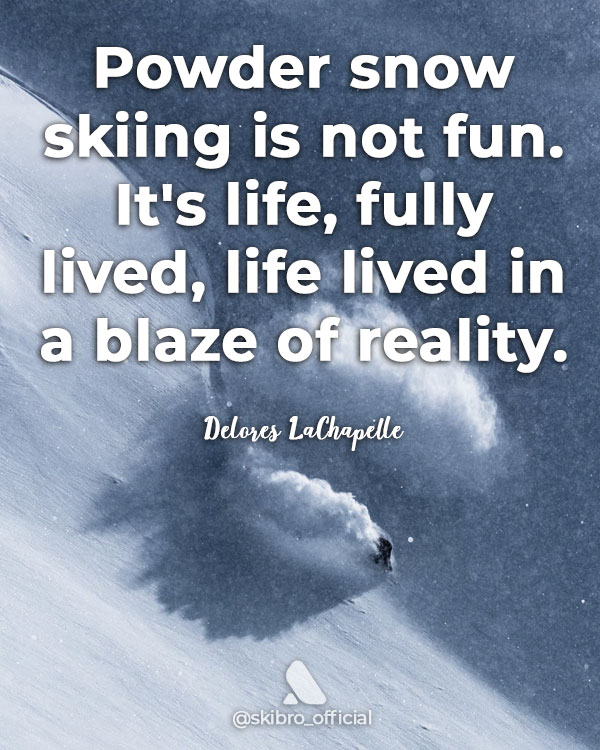 Powder snow
skiing is not fun.
It's life, fully
lived, life lived in
a blaze of reality.
Delores LaChapelle
@skibro_official